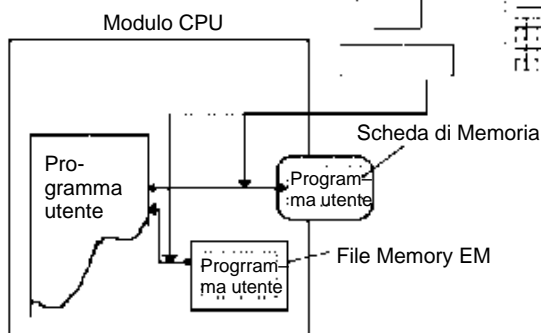 Modulo CPU
Scheda di Memoria
Pro-
gramma
utente
Program-
ma utente
File Memory EM
Progrram-
ma utente